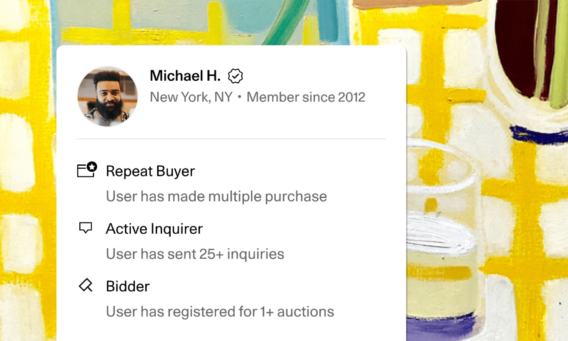 Michael H.
New York, NY • Member since 2012
Repeat Buyer
User has made multiple purchase
Active Inquirer
User has sent 25+ inquiries
Bidder
User has registered for 1+ auctions